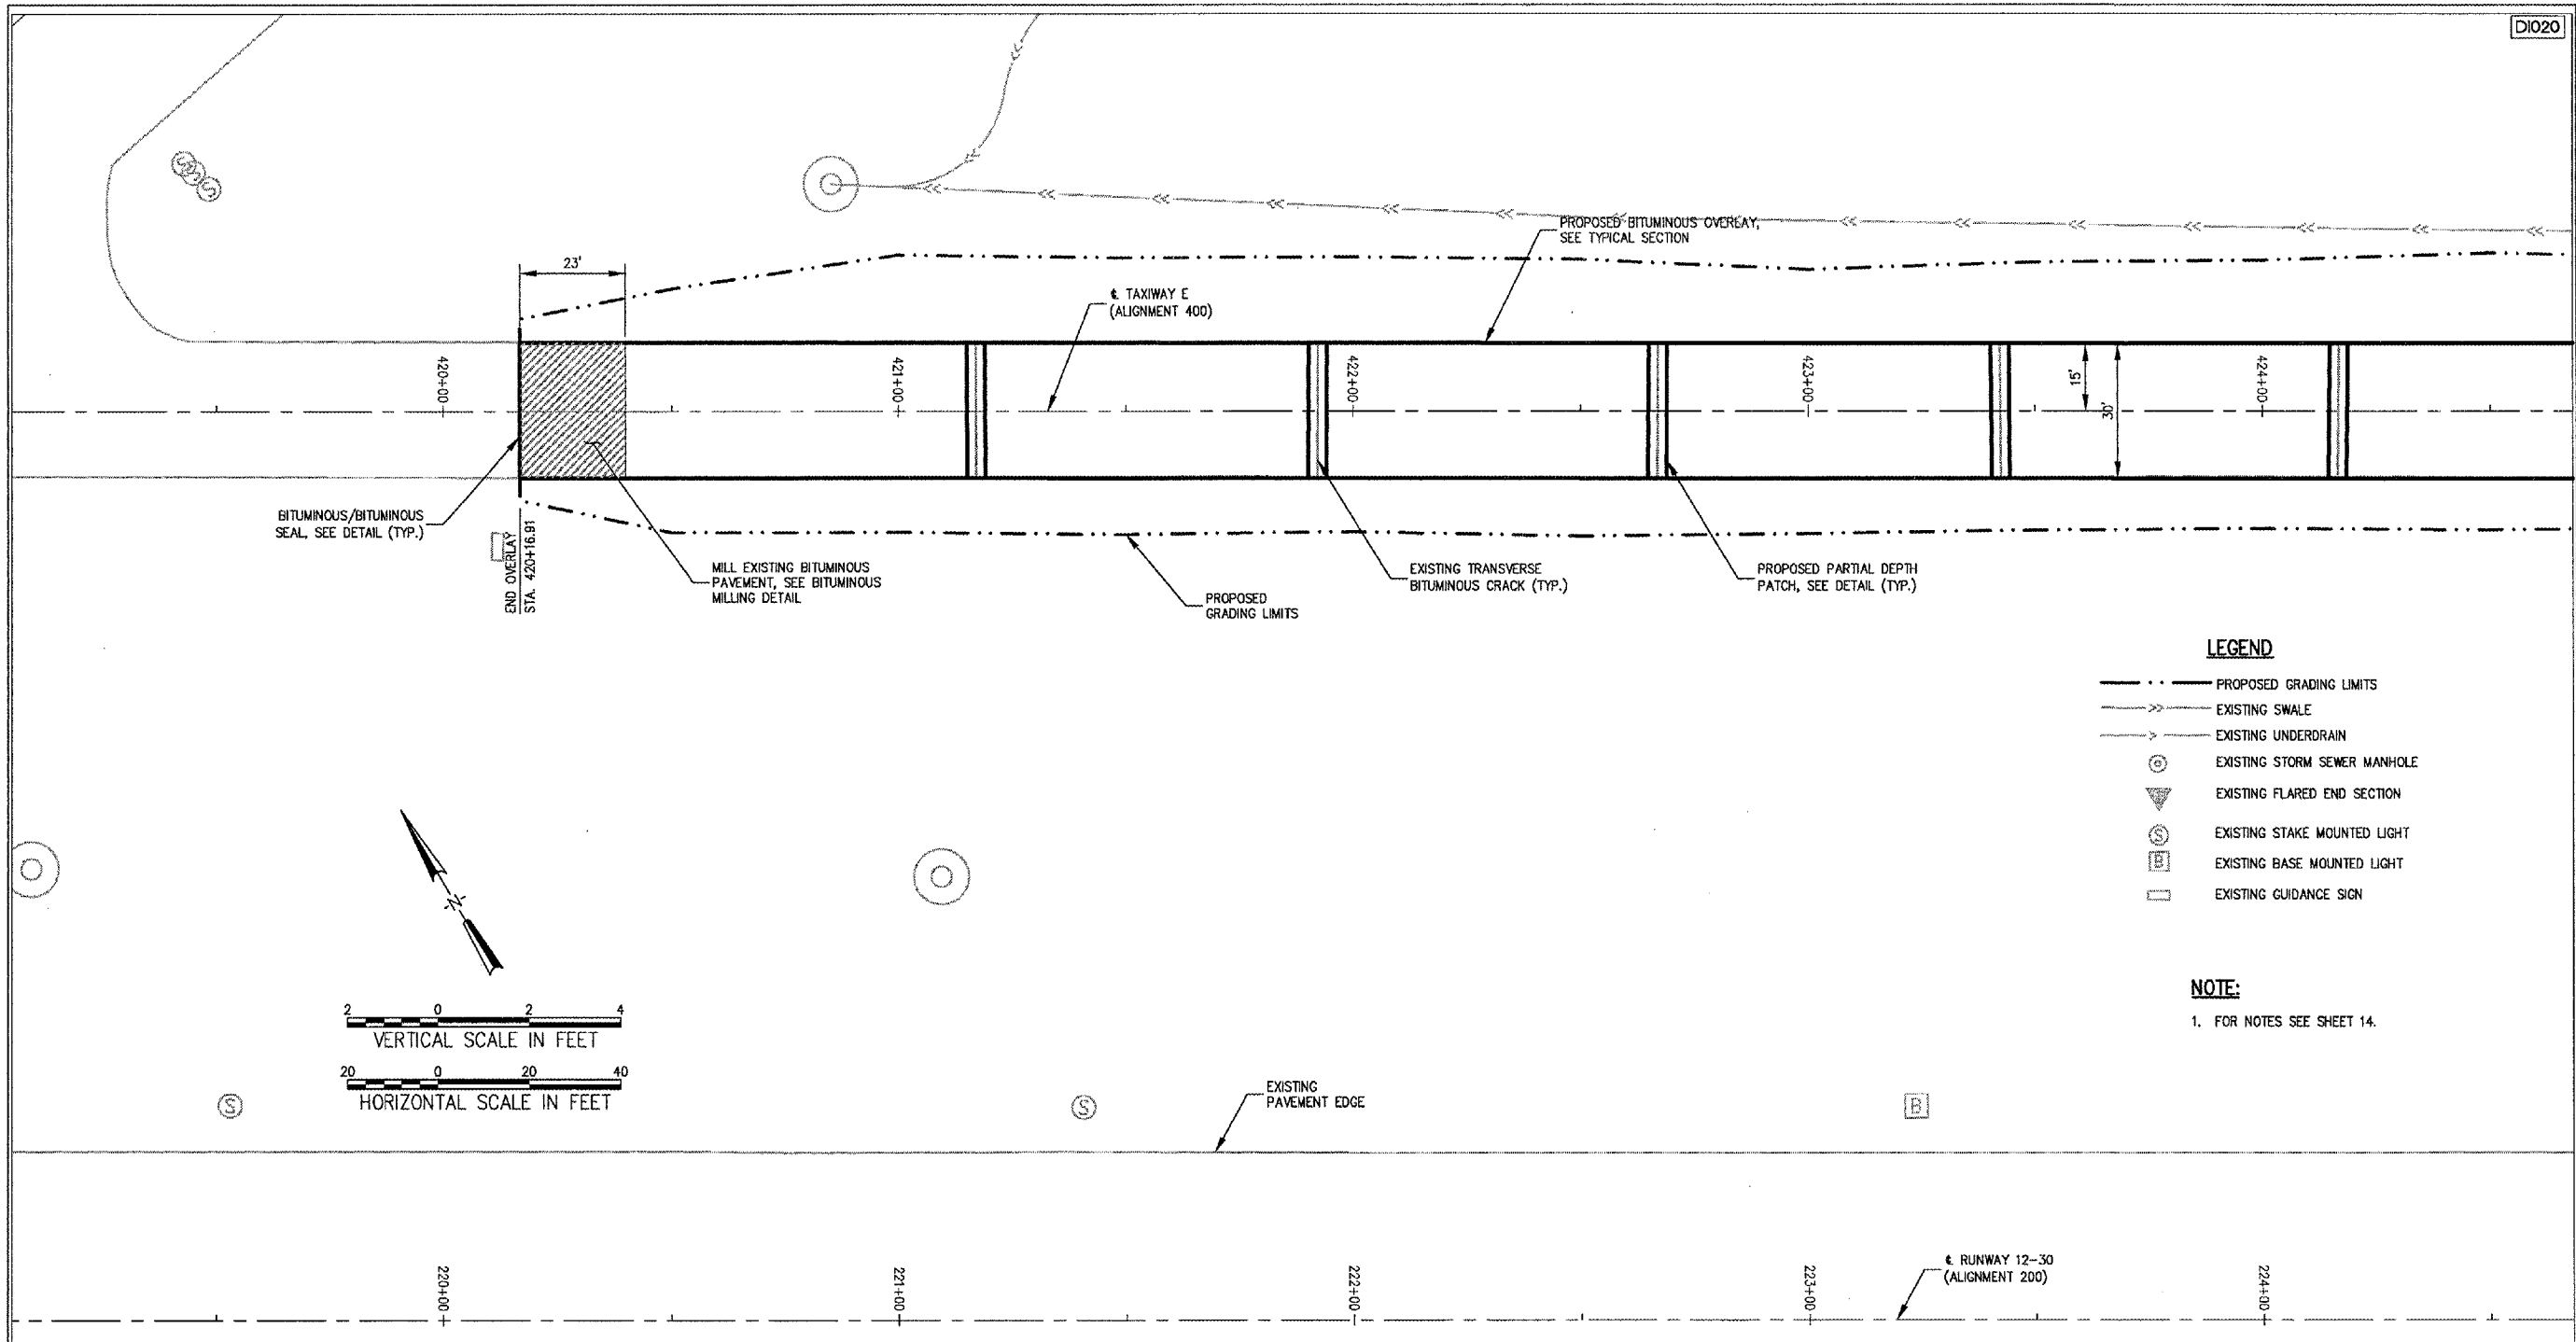 DI020
PROPOSED BITUMINOUS OVERLAY,
SEE TYPICAL SECTION
23'
℄ TAXIWAY E
(ALIGNMENT 400)
420+00
421+00
422+00
423+00
424+00
15'
30'
BITUMINOUS/BITUMINOUS
SEAL, SEE DETAIL (TYP.)
END OVERLAY
STA. 420+16.91
MILL EXISTING BITUMINOUS
PAVEMENT, SEE BITUMINOUS
MILLING DETAIL
PROPOSED
GRADING LIMITS
EXISTING TRANSVERSE
BITUMINOUS CRACK (TYP.)
PROPOSED PARTIAL DEPTH
PATCH, SEE DETAIL (TYP.)
LEGEND
PROPOSED GRADING LIMITS
EXISTING SWALE
EXISTING UNDERDRAIN
EXISTING STORM SEWER MANHOLE
EXISTING FLARED END SECTION
S EXISTING STAKE MOUNTED LIGHT
B EXISTING BASE MOUNTED LIGHT
EXISTING GUIDANCE SIGN
NOTE:
1. FOR NOTES SEE SHEET 14.
N
2 0 2 4
VERTICAL SCALE IN FEET
20 0 20 40
HORIZONTAL SCALE IN FEET
S
S
B
S
S
S
EXISTING
PAVEMENT EDGE
℄ RUNWAY 12-30
(ALIGNMENT 200)
220+00
221+00
222+00
223+00
224+00